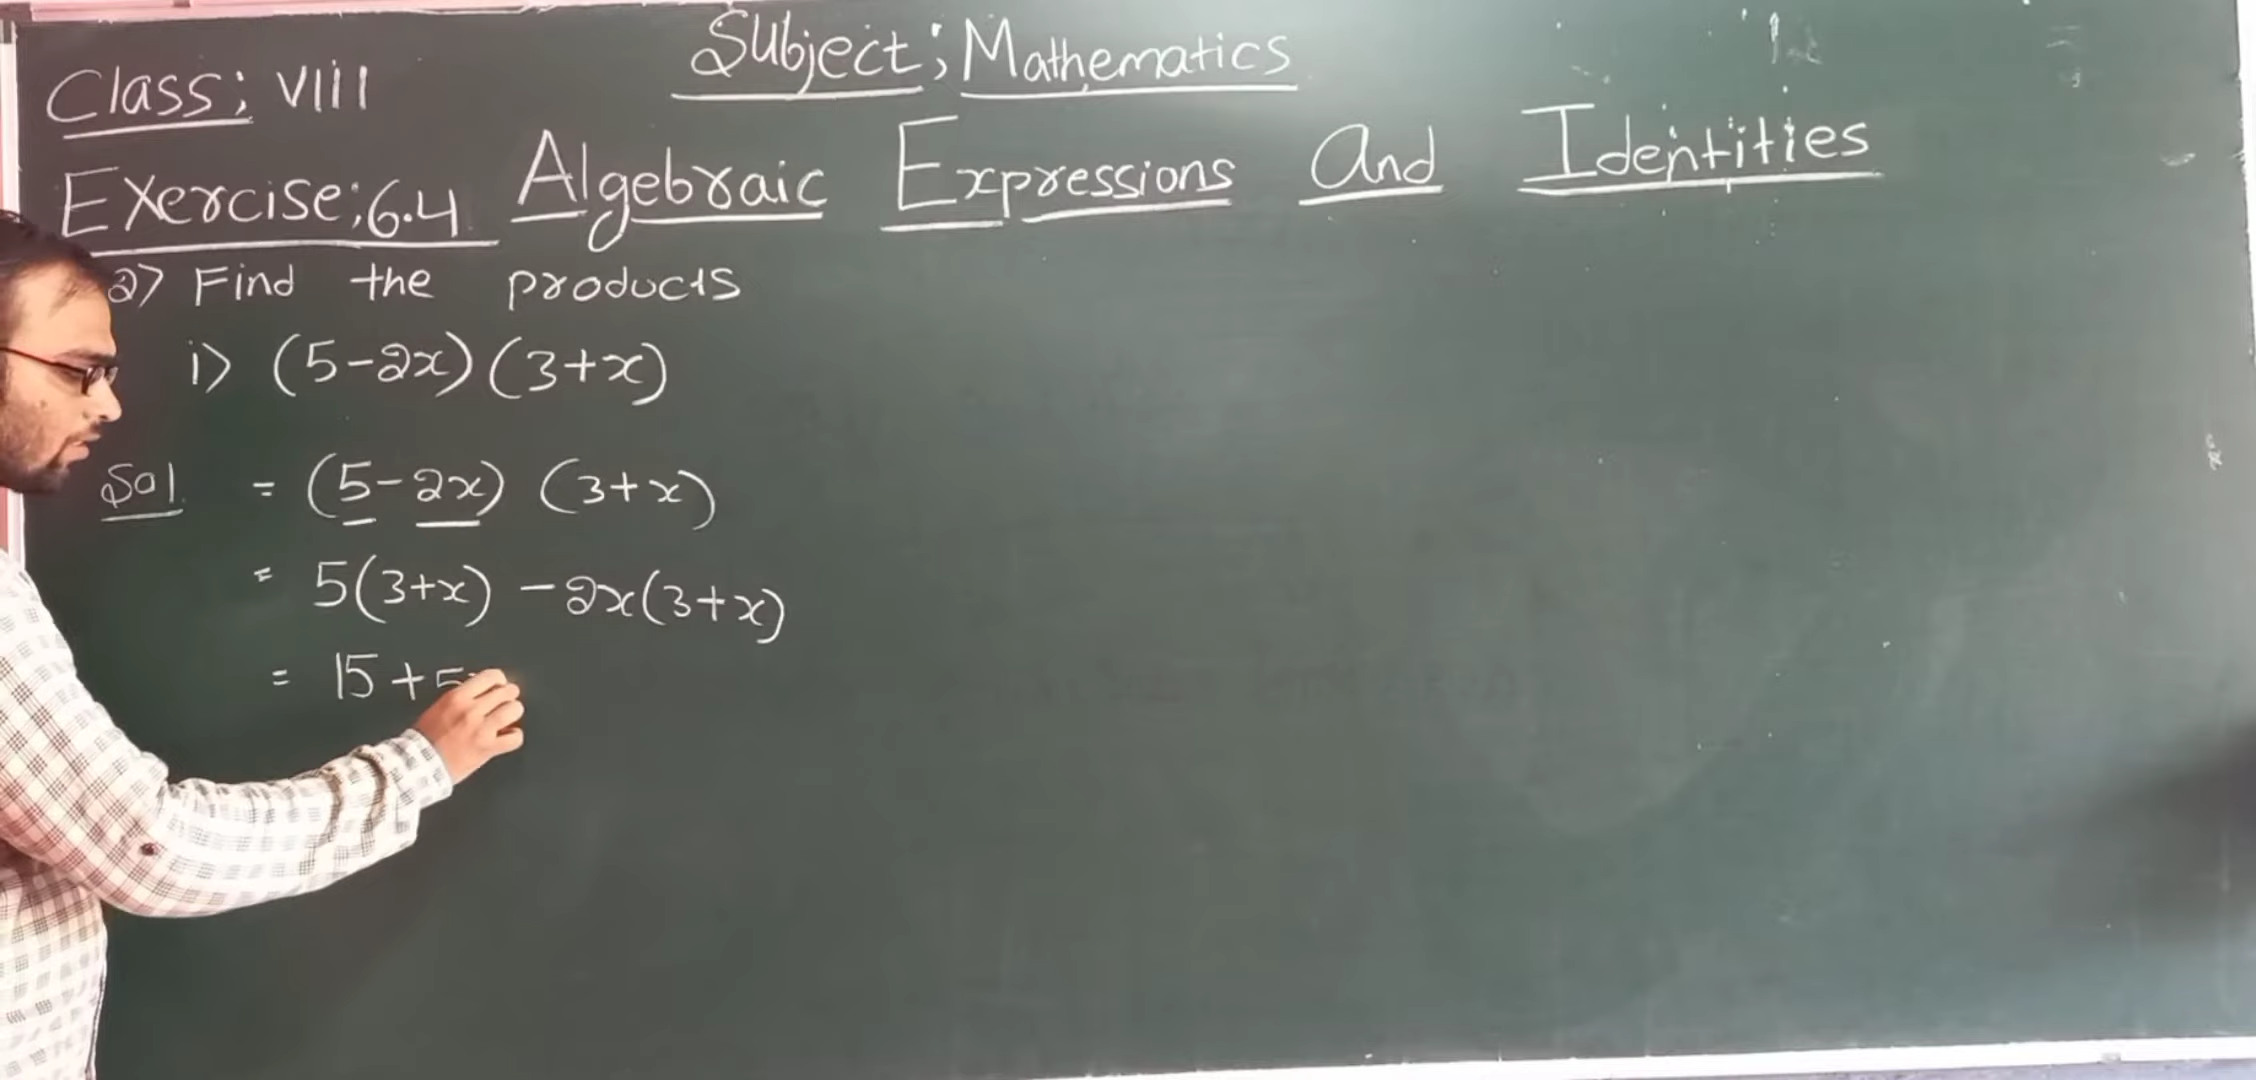 Subject; Mathematics
Class; VIII
Exercise; 6.4 Algebraic Expressions And Identities
2> Find the products
i> (5-2x)(3+x)
Sol = (5-2x) (3+x)
= 5(3+x) -2x(3+x)
= 15+5